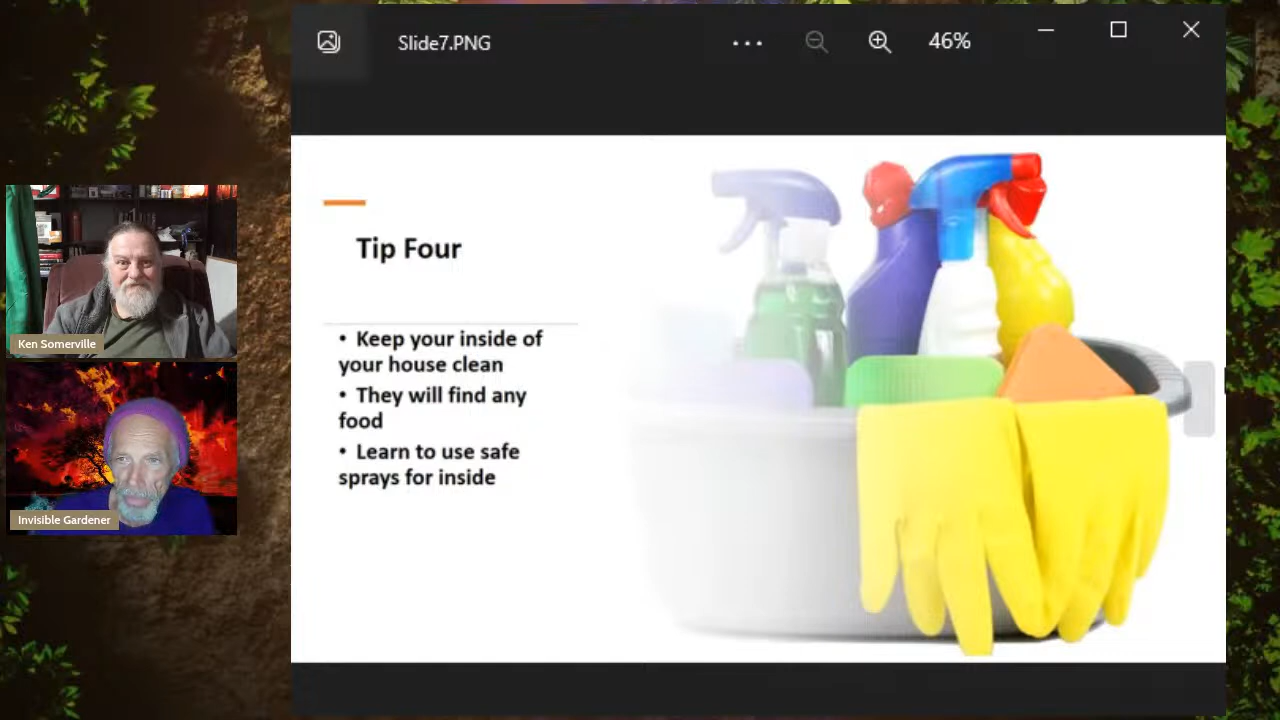 Slide7.PNG
46%
Tip Four
• Keep your inside of
your house clean
• They will find any
food
• Learn to use safe
sprays for inside
Ken Somerville
Invisible Gardener